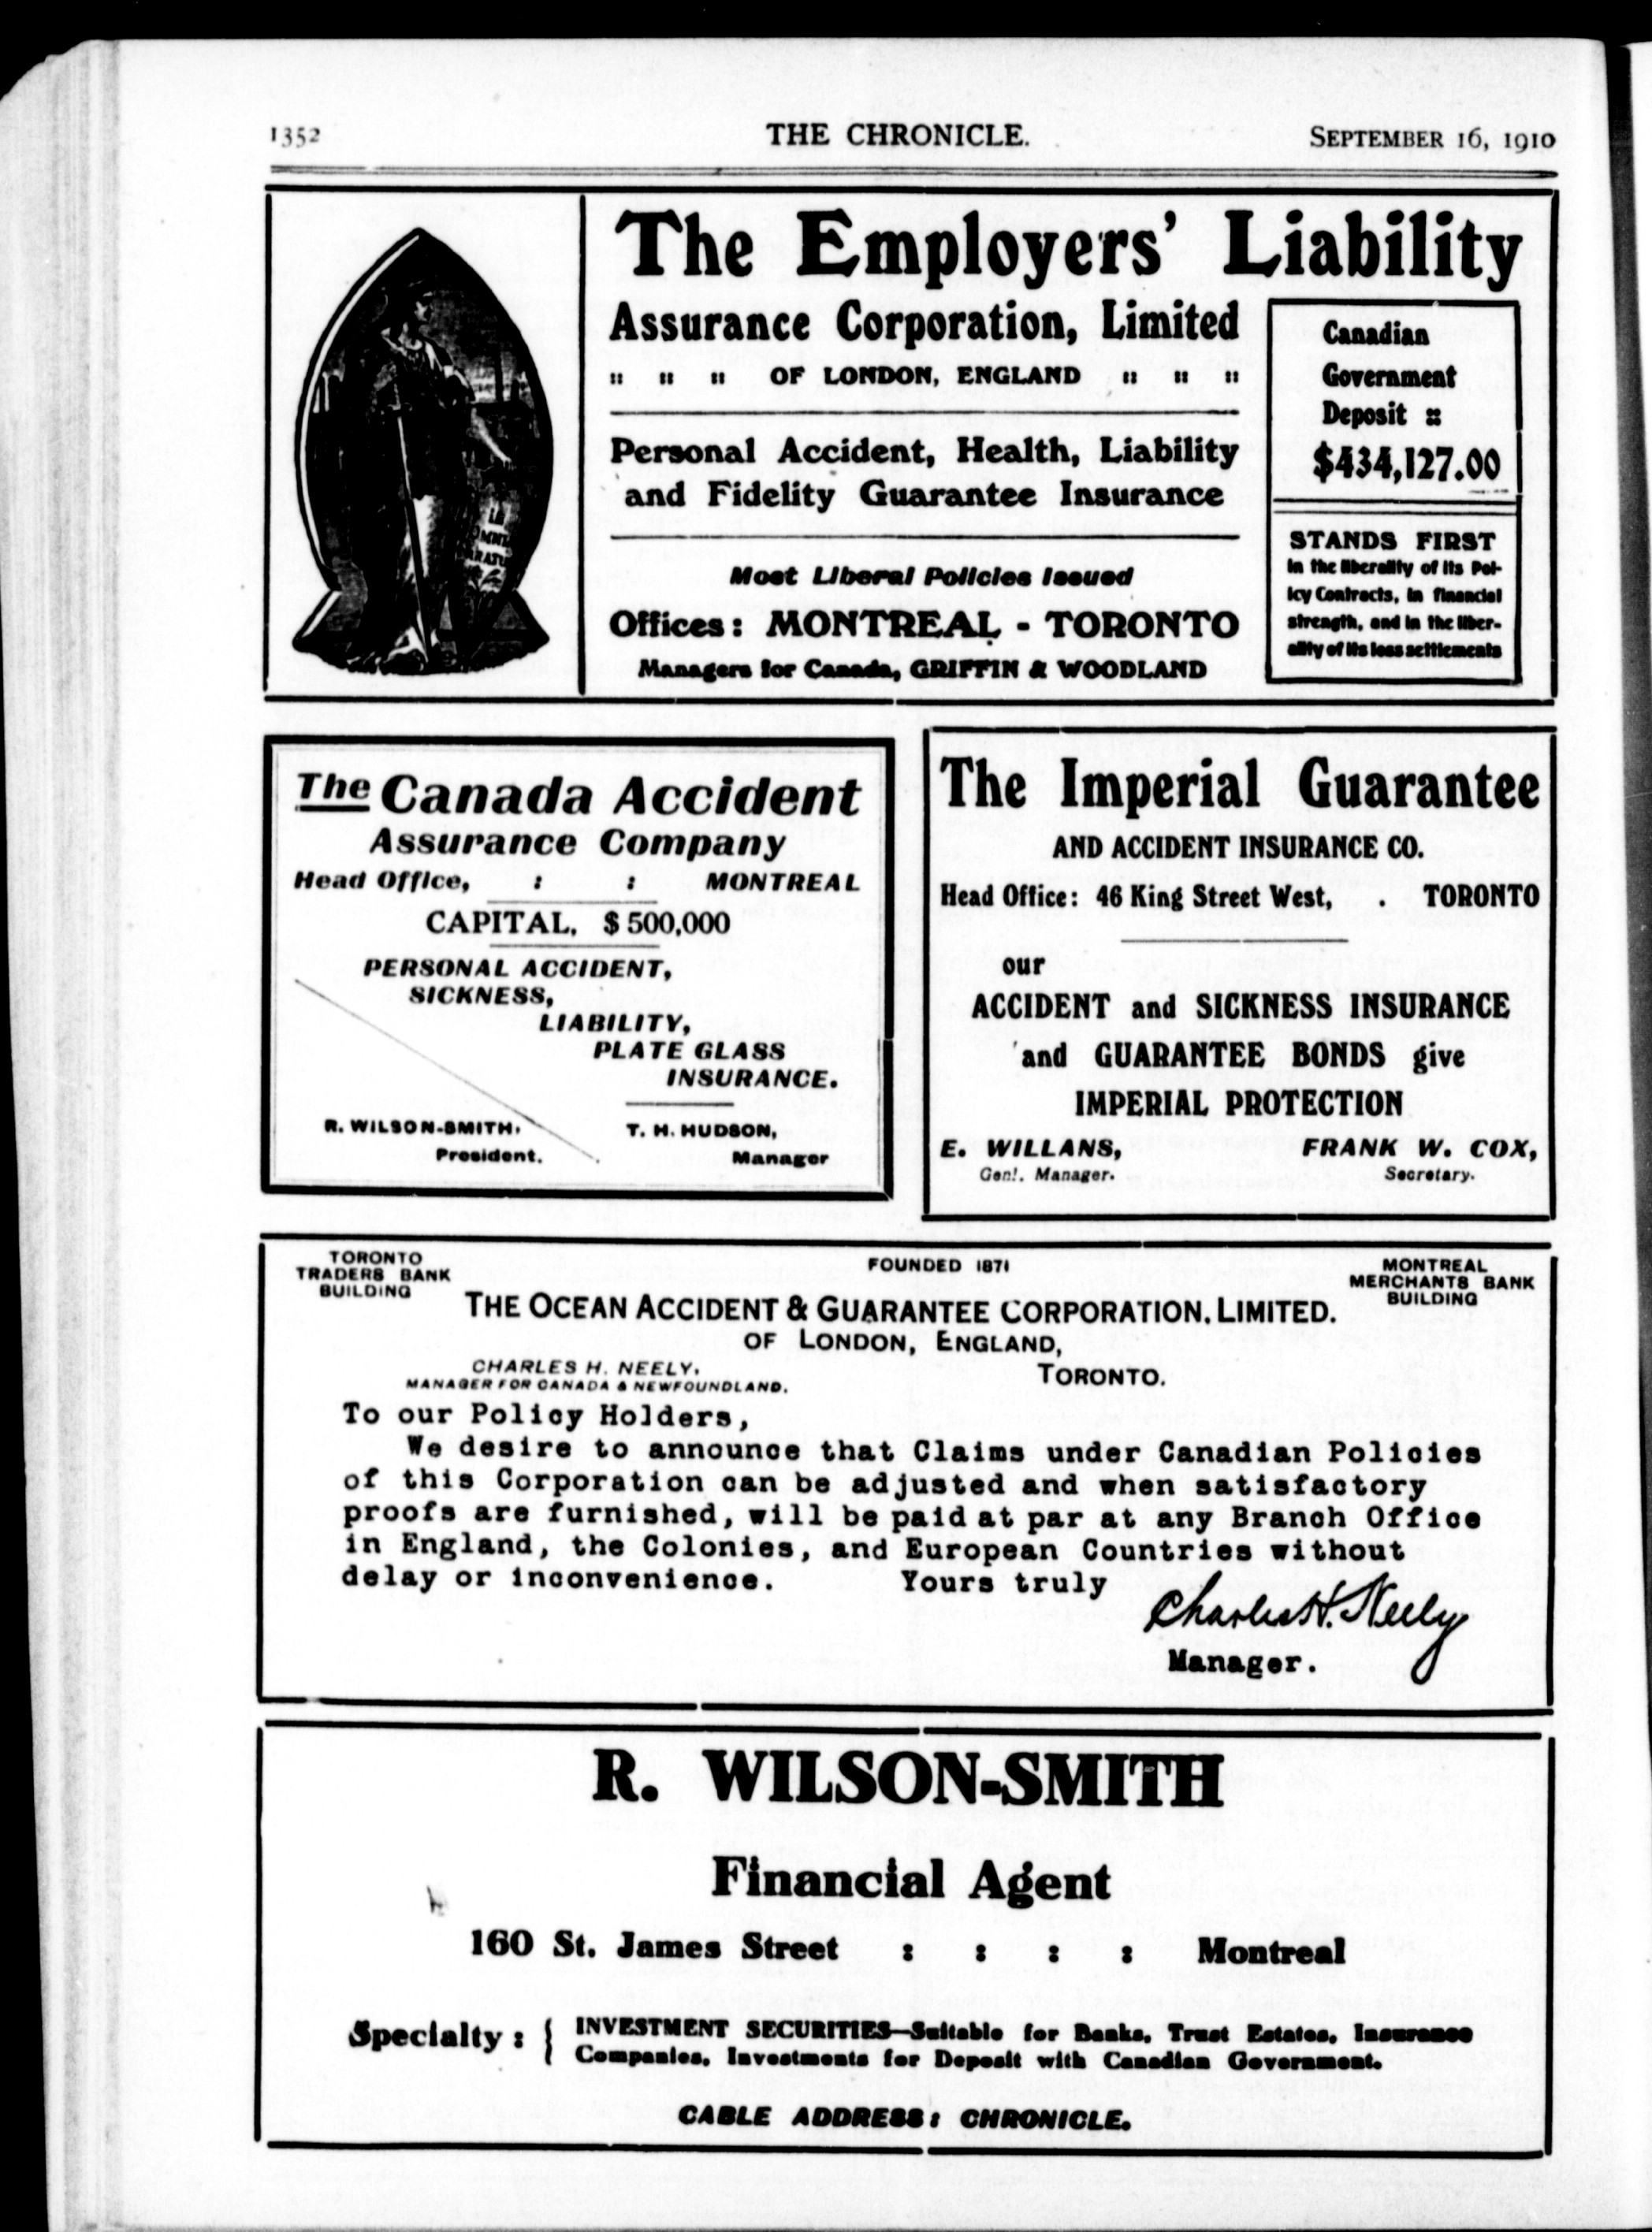 1352
THE CHRONICLE.
SEPTEMBER 16, 1910
The Employers' Liability
Assurance Corporation, Limited
:: :: :: OF LONDON, ENGLAND :: :: ::
Personal Accident, Health, Liability
and Fidelity Guarantee Insurance
Most Liberal Policies Issued
Offices: MONTREAL - TORONTO
Managers for Canada, GRIFFIN & WOODLAND
Canadian
Government
Deposit ::
$434,127.00
STANDS FIRST
in the liberality of its Pol-
icy Contracts, in financial
strength, and in the liber-
ality of its loss settlements
The Canada Accident
Assurance Company
Head Office, : : MONTREAL
CAPITAL, $500,000
PERSONAL ACCIDENT,
SICKNESS,
LIABILITY,
PLATE GLASS
INSURANCE.
R. WILSON-SMITH,
President.
T. H. HUDSON,
Manager
The Imperial Guarantee
AND ACCIDENT INSURANCE CO.
Head Office: 46 King Street West, . TORONTO
our
ACCIDENT and SICKNESS INSURANCE
and GUARANTEE BONDS give
IMPERIAL PROTECTION
E. WILLANS,
Genl. Manager.
FRANK W. COX,
Secretary.
TORONTO
TRADERS BANK
BUILDING
FOUNDED 1871
MONTREAL
MERCHANTS BANK
BUILDING
THE OCEAN ACCIDENT & GUARANTEE CORPORATION, LIMITED.
OF LONDON, ENGLAND,
CHARLES H. NEELY,
MANAGER FOR CANADA & NEWFOUNDLAND.
TORONTO.
To our Policy Holders,
We desire to announce that Claims under Canadian Policies
of this Corporation can be adjusted and when satisfactory
proofs are furnished, will be paid at par at any Branch Office
in England, the Colonies, and European Countries without
delay or inconvenience. Yours truly
Charles H. Neely
Manager.
R. WILSON-SMITH
Financial Agent
160 St. James Street : : : : Montreal
Specialty: { INVESTMENT SECURITIES—Suitable for Banks, Trust Estates, Insurance
Companies, Investments for Deposit with Canadian Government.
CABLE ADDRESS: CHRONICLE.